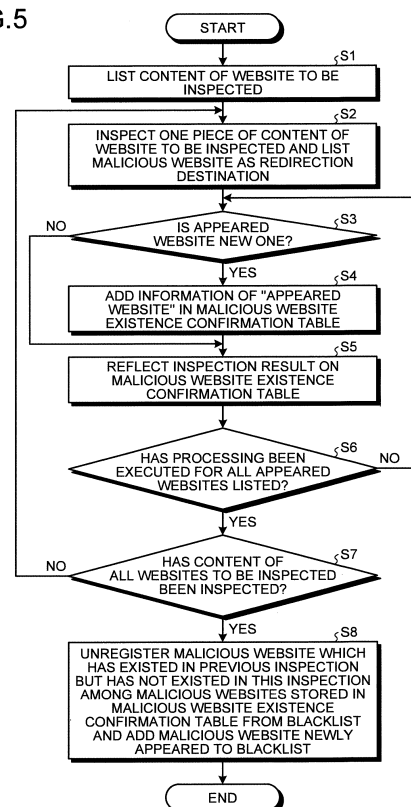 G.5
START
S1
LIST CONTENT OF WEBSITE TO BE
INSPECTED
S2
INSPECT ONE PIECE OF CONTENT OF
WEBSITE TO BE INSPECTED AND LIST
MALICIOUS WEBSITE AS REDIRECTION
DESTINATION
S3
NO
IS APPEARED
WEBSITE NEW ONE?
YES
S4
ADD INFORMATION OF "APPEARED
WEBSITE" IN MALICIOUS WEBSITE
EXISTENCE CONFIRMATION TABLE
S5
REFLECT INSPECTION RESULT ON
MALICIOUS WEBSITE EXISTENCE
CONFIRMATION TABLE
S6
HAS PROCESSING BEEN
EXECUTED FOR ALL APPEARED
WEBSITES LISTED?
NO
YES
S7
NO
HAS CONTENT OF
ALL WEBSITES TO BE INSPECTED
BEEN INSPECTED?
YES
S8
UNREGISTER MALICIOUS WEBSITE WHICH
HAS EXISTED IN PREVIOUS INSPECTION
BUT HAS NOT EXISTED IN THIS INSPECTION
AMONG MALICIOUS WEBSITES STORED IN
MALICIOUS WEBSITE EXISTENCE
CONFIRMATION TABLE FROM BLACKLIST
AND ADD MALICIOUS WEBSITE NEWLY
APPEARED TO BLACKLIST
END